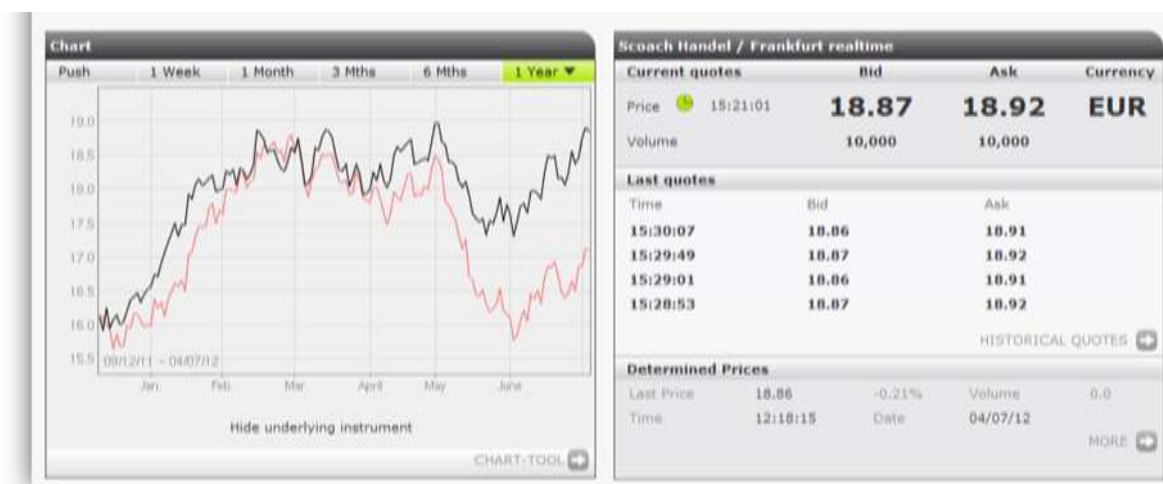 Chart
Push 1 Week 1 Month 3 Mths 6 Mths 1 Year
19.0
18.5
18.0
17.5
17.0
16.5
16.0
15.5
08/12/11 - 04/07/12
Jan. Feb. Mar April May June
Hide underlying instrument
CHART-TOOL
Scoach Handel / Frankfurt realtime
Current quotes Bid Ask Currency
Price 15:21:01 18.87 18.92 EUR
Volume 10,000 10,000
Last quotes
Time Bid Ask
15:30:07 18.86 18.91
15:29:49 18.87 18.92
15:29:01 18.86 18.91
15:28:53 18.87 18.92
HISTORICAL QUOTES
Determined Prices
Last Price 18.86 -0.21% Volume 0.0
Time 12:18:15 Date 04/07/12
MORE